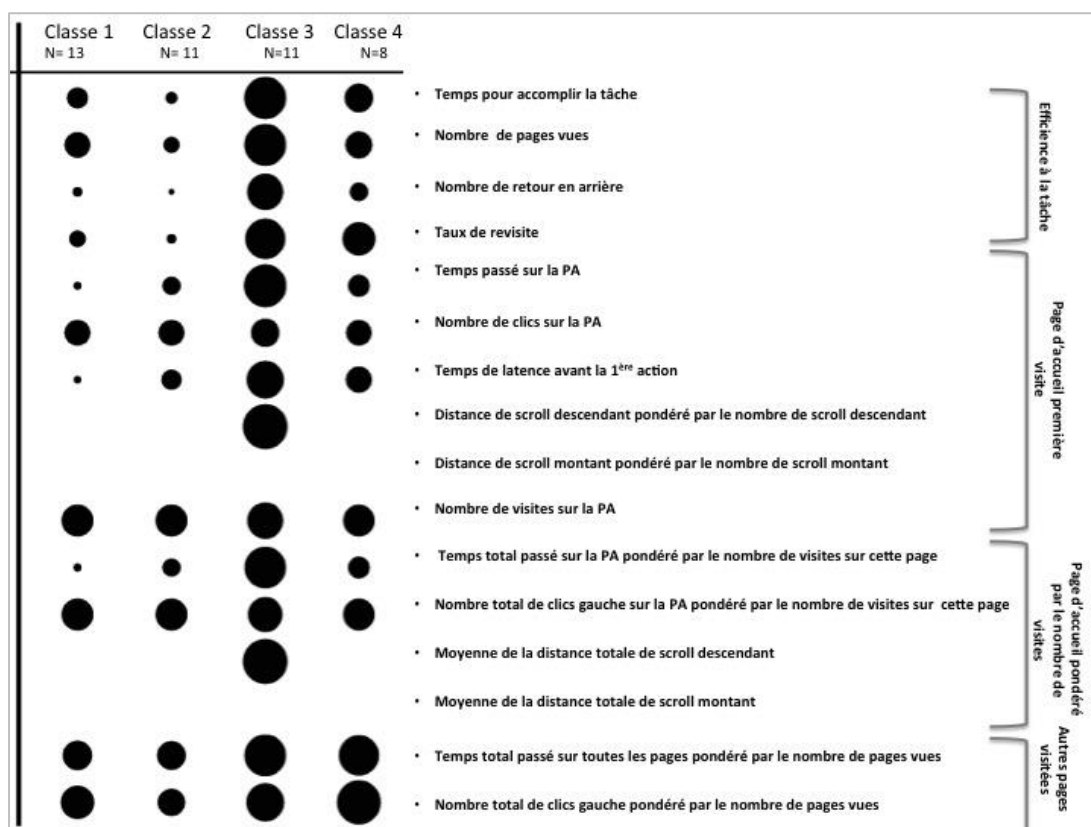 Classe 1 Classe 2 Classe 3 Classe 4
N= 13 N= 11 N=11 N=8
• Temps pour accomplir la tâche
• Nombre de pages vues
• Nombre de retour en arrière
• Taux de revisite
Efficience à la tâche
• Temps passé sur la PA
• Nombre de clics sur la PA
• Temps de latence avant la 1ère action
• Distance de scroll descendant pondéré par le nombre de scroll descendant
• Distance de scroll montant pondéré par le nombre de scroll montant
• Nombre de visites sur la PA
Page d'accueil première
visite
• Temps total passé sur la PA pondéré par le nombre de visites sur cette page
• Nombre total de clics gauche sur la PA pondéré par le nombre de visites sur cette page
• Moyenne de la distance totale de scroll descendant
• Moyenne de la distance totale de scroll montant
Page d'accueil pondéré
par le nombre de
visites
• Temps total passé sur toutes les pages pondéré par le nombre de pages vues
• Nombre total de clics gauche pondéré par le nombre de pages vues
Autres pages
visitées